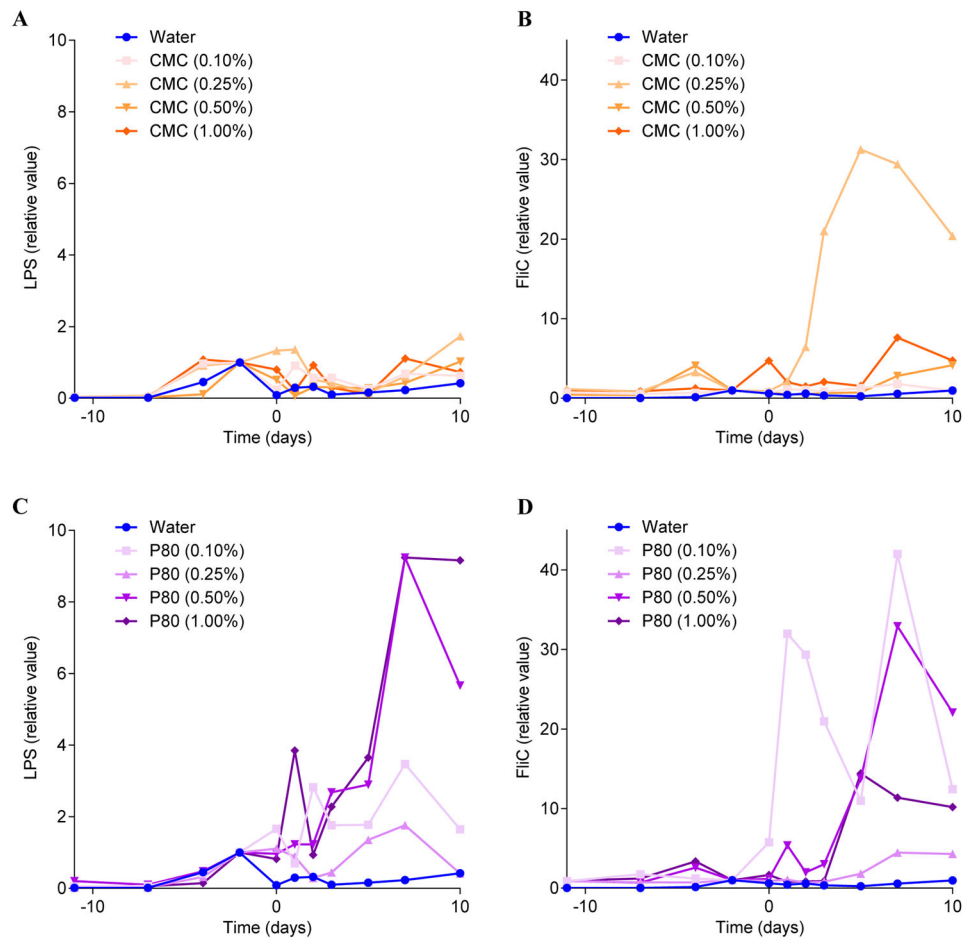 A
Water
CMC (0.10%)
CMC (0.25%)
CMC (0.50%)
CMC (1.00%)
10
8
6
4
2
0
LPS (relative value)
-10
0
10
Time (days)
B
Water
CMC (0.10%)
CMC (0.25%)
CMC (0.50%)
CMC (1.00%)
40
30
20
10
0
FliC (relative value)
-10
0
10
Time (days)
C
Water
P80 (0.10%)
P80 (0.25%)
P80 (0.50%)
P80 (1.00%)
10
8
6
4
2
0
LPS (relative value)
-10
0
10
Time (days)
D
Water
P80 (0.10%)
P80 (0.25%)
P80 (0.50%)
P80 (1.00%)
40
30
20
10
0
FliC (relative value)
-10
0
10
Time (days)